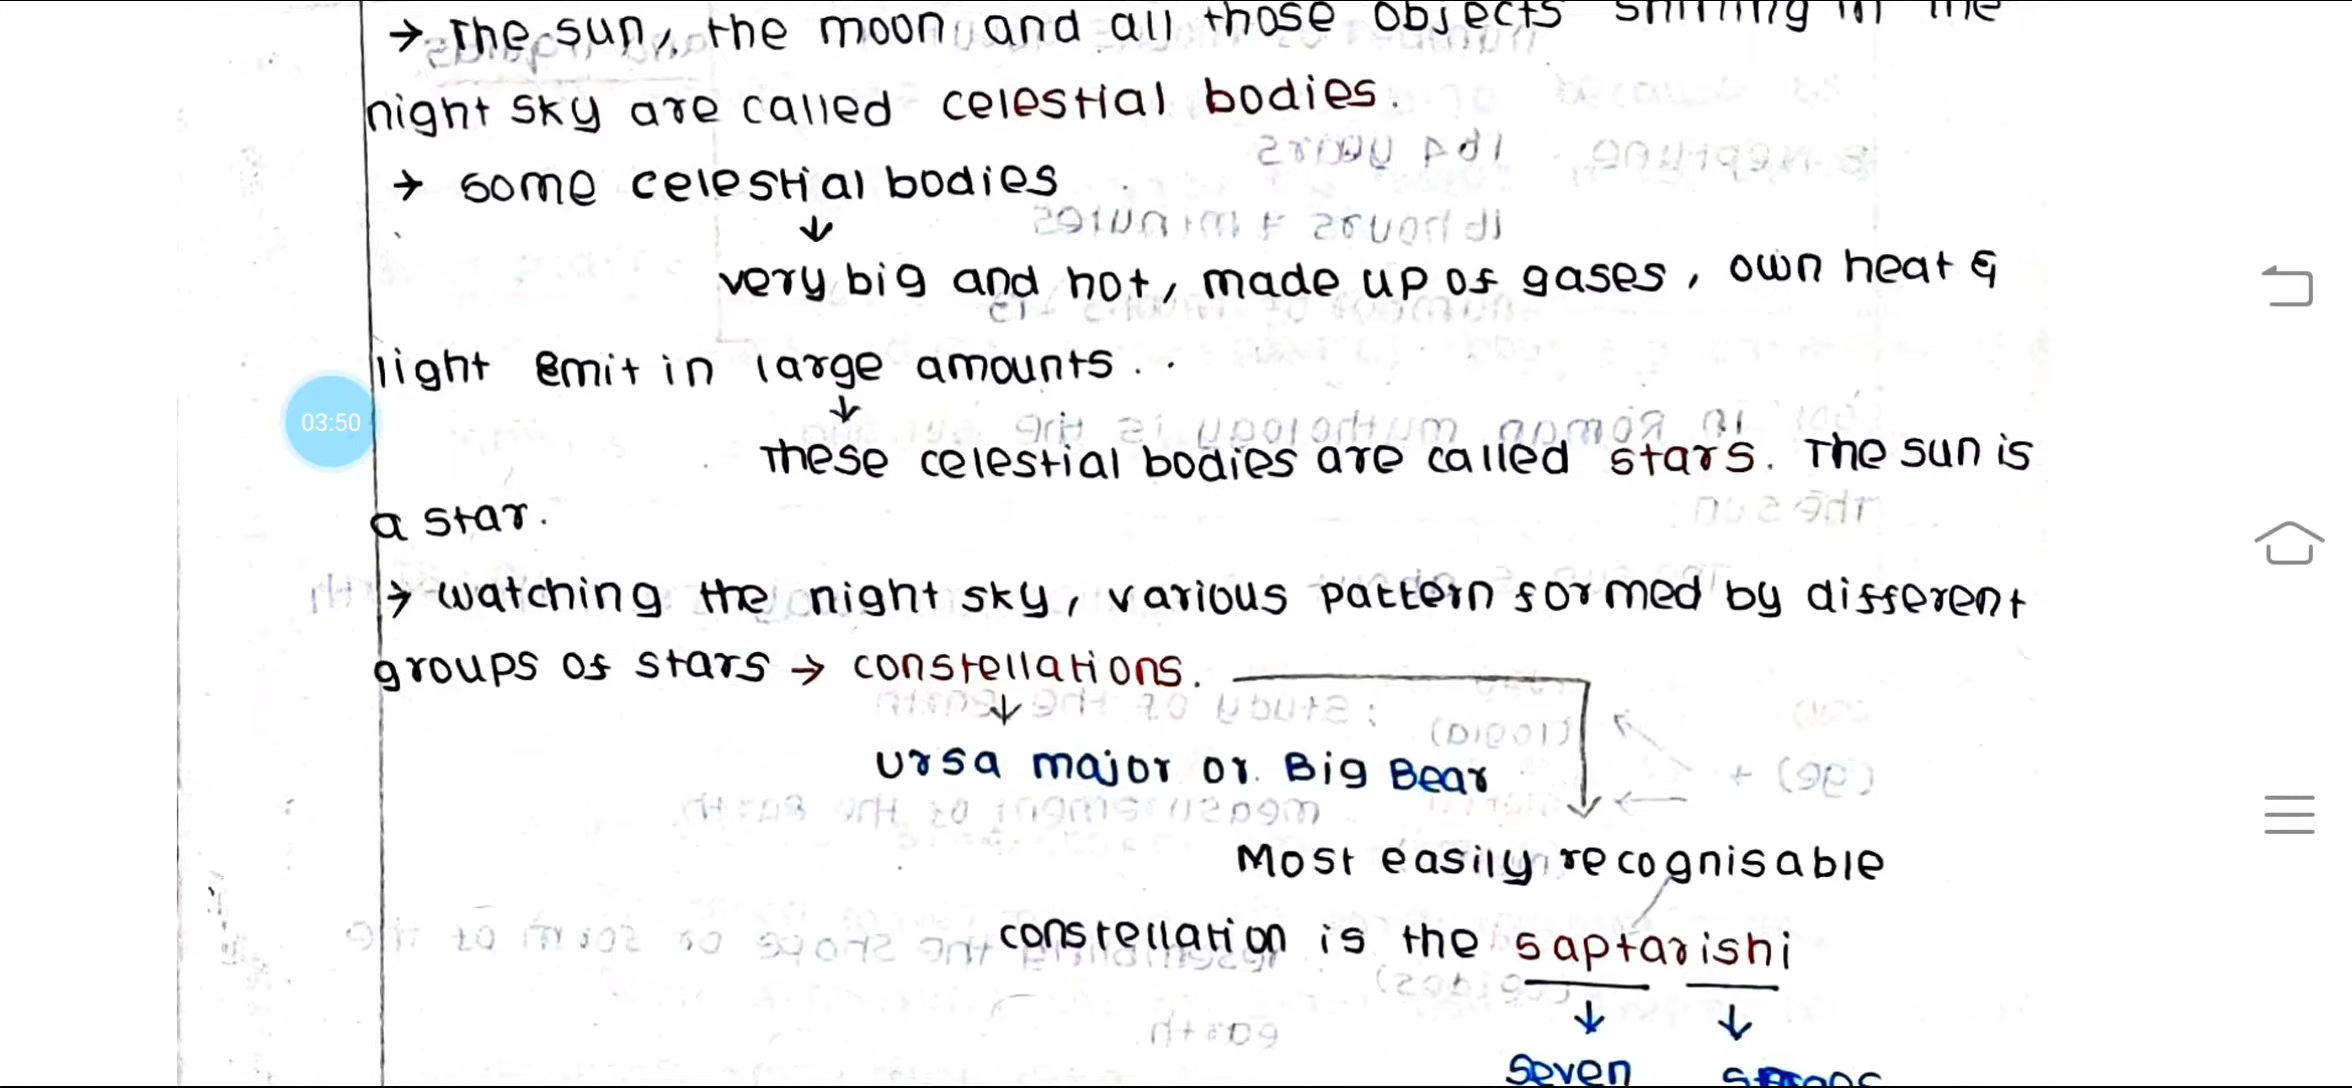 → The sun, the moon and all those objects shining in the
night sky are called celestial bodies.
→ some celestial bodies
↓
very big and hot, made up of gases, own heat &
light emit in large amounts..
↓
These celestial bodies are called stars. The sun is
a star.
→ watching the night sky, various pattern formed by different
groups of stars → constellations.
↓
Ursa major or Big Bear
Most easily recognisable
constellation is the saptarishi
↓ ↓
Seven
03:50